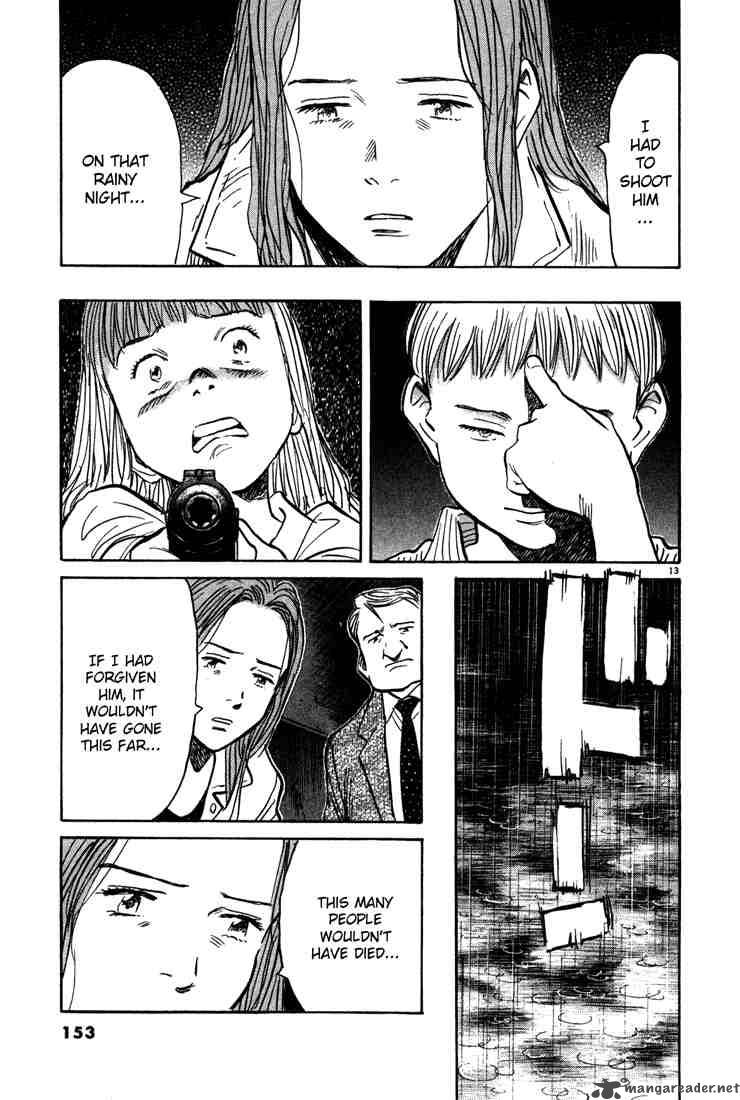 I
HAD
TO
SHOOT
HIM
...
ON THAT
RAINY
NIGHT...
13
IF I HAD
FORGIVEN
HIM, IT
WOULDN'T
HAVE GONE
THIS FAR...
THIS MANY
PEOPLE
WOULDN'T
HAVE DIED...
153
mangareader.net